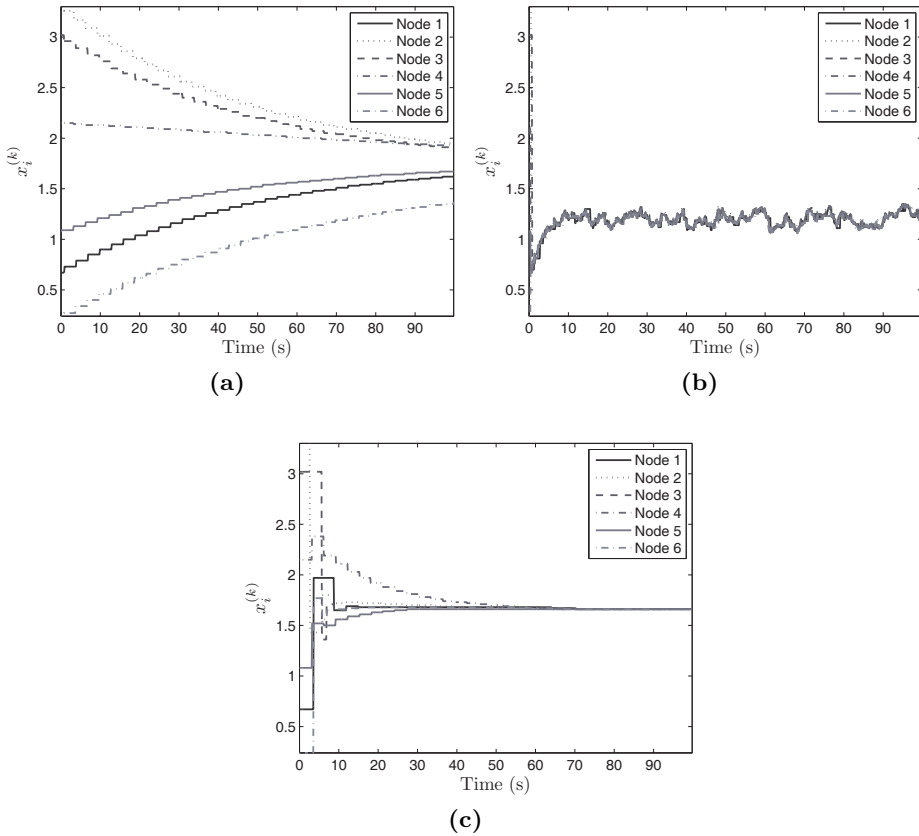 3
2.5
2
1.5
1
0.5
x_i^{(k)}
0 10 20 30 40 50 60 70 80 90
Time (s)
Node 1
Node 2
Node 3
Node 4
Node 5
Node 6
(a)
3
2.5
2
1.5
1
0.5
x_i^{(k)}
0 10 20 30 40 50 60 70 80 90
Time (s)
Node 1
Node 2
Node 3
Node 4
Node 5
Node 6
(b)
3
2.5
2
1.5
1
0.5
x_i^{(k)}
0 10 20 30 40 50 60 70 80 90
Time (s)
Node 1
Node 2
Node 3
Node 4
Node 5
Node 6
(c)